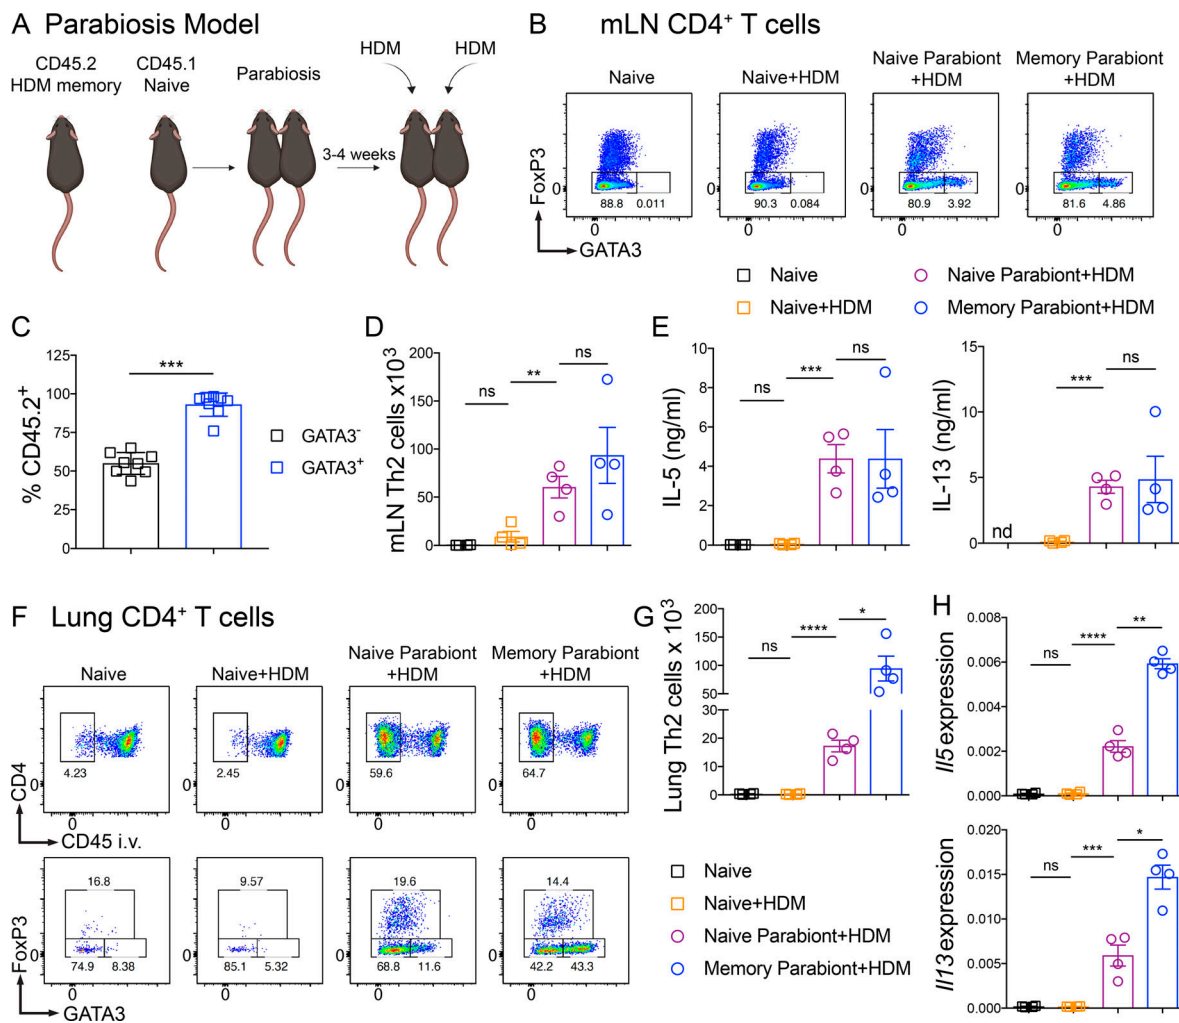 A Parabiosis Model
CD45.2
HDM memory
CD45.1
Naive
Parabiosis
3-4 weeks
HDM
HDM
B mLN CD4⁺ T cells
Naive
Naive+HDM
Naive Parabiont
+HDM
Memory Parabiont
+HDM
FoxP3
0
88.8 0.011
0
0
90.3 0.084
0
0
80.9 3.92
0
0
81.6 4.86
0
GATA3
Naive
Naive+HDM
Naive Parabiont+HDM
Memory Parabiont+HDM
C
% CD45.2⁺
125
100
75
50
25
0
***
GATA3⁻
GATA3⁺
D
mLN Th2 cells x10³
200
150
100
50
0
ns
**
ns
E
IL-5 (ng/ml)
10
8
6
4
2
0
ns
***
ns
IL-13 (ng/ml)
15
10
5
0
nd
***
ns
F Lung CD4⁺ T cells
Naive
Naive+HDM
Naive Parabiont
+HDM
Memory Parabiont
+HDM
CD4
0
4.23
0
0
2.45
0
0
59.6
0
0
64.7
0
CD45 i.v.
FoxP3
0
16.8
74.9 8.38
0
0
9.57
85.1 5.32
0
0
19.6
68.8 11.6
0
0
14.4
42.2 43.3
0
GATA3
G
Lung Th2 cells x 10³
200
150
100
50
30
20
10
0
ns
****
*
Naive
Naive+HDM
Naive Parabiont+HDM
Memory Parabiont+HDM
H
Il5 expression
0.008
0.006
0.004
0.002
0.000
ns
****
**
Il13 expression
0.020
0.015
0.010
0.005
0.000
ns
***
*